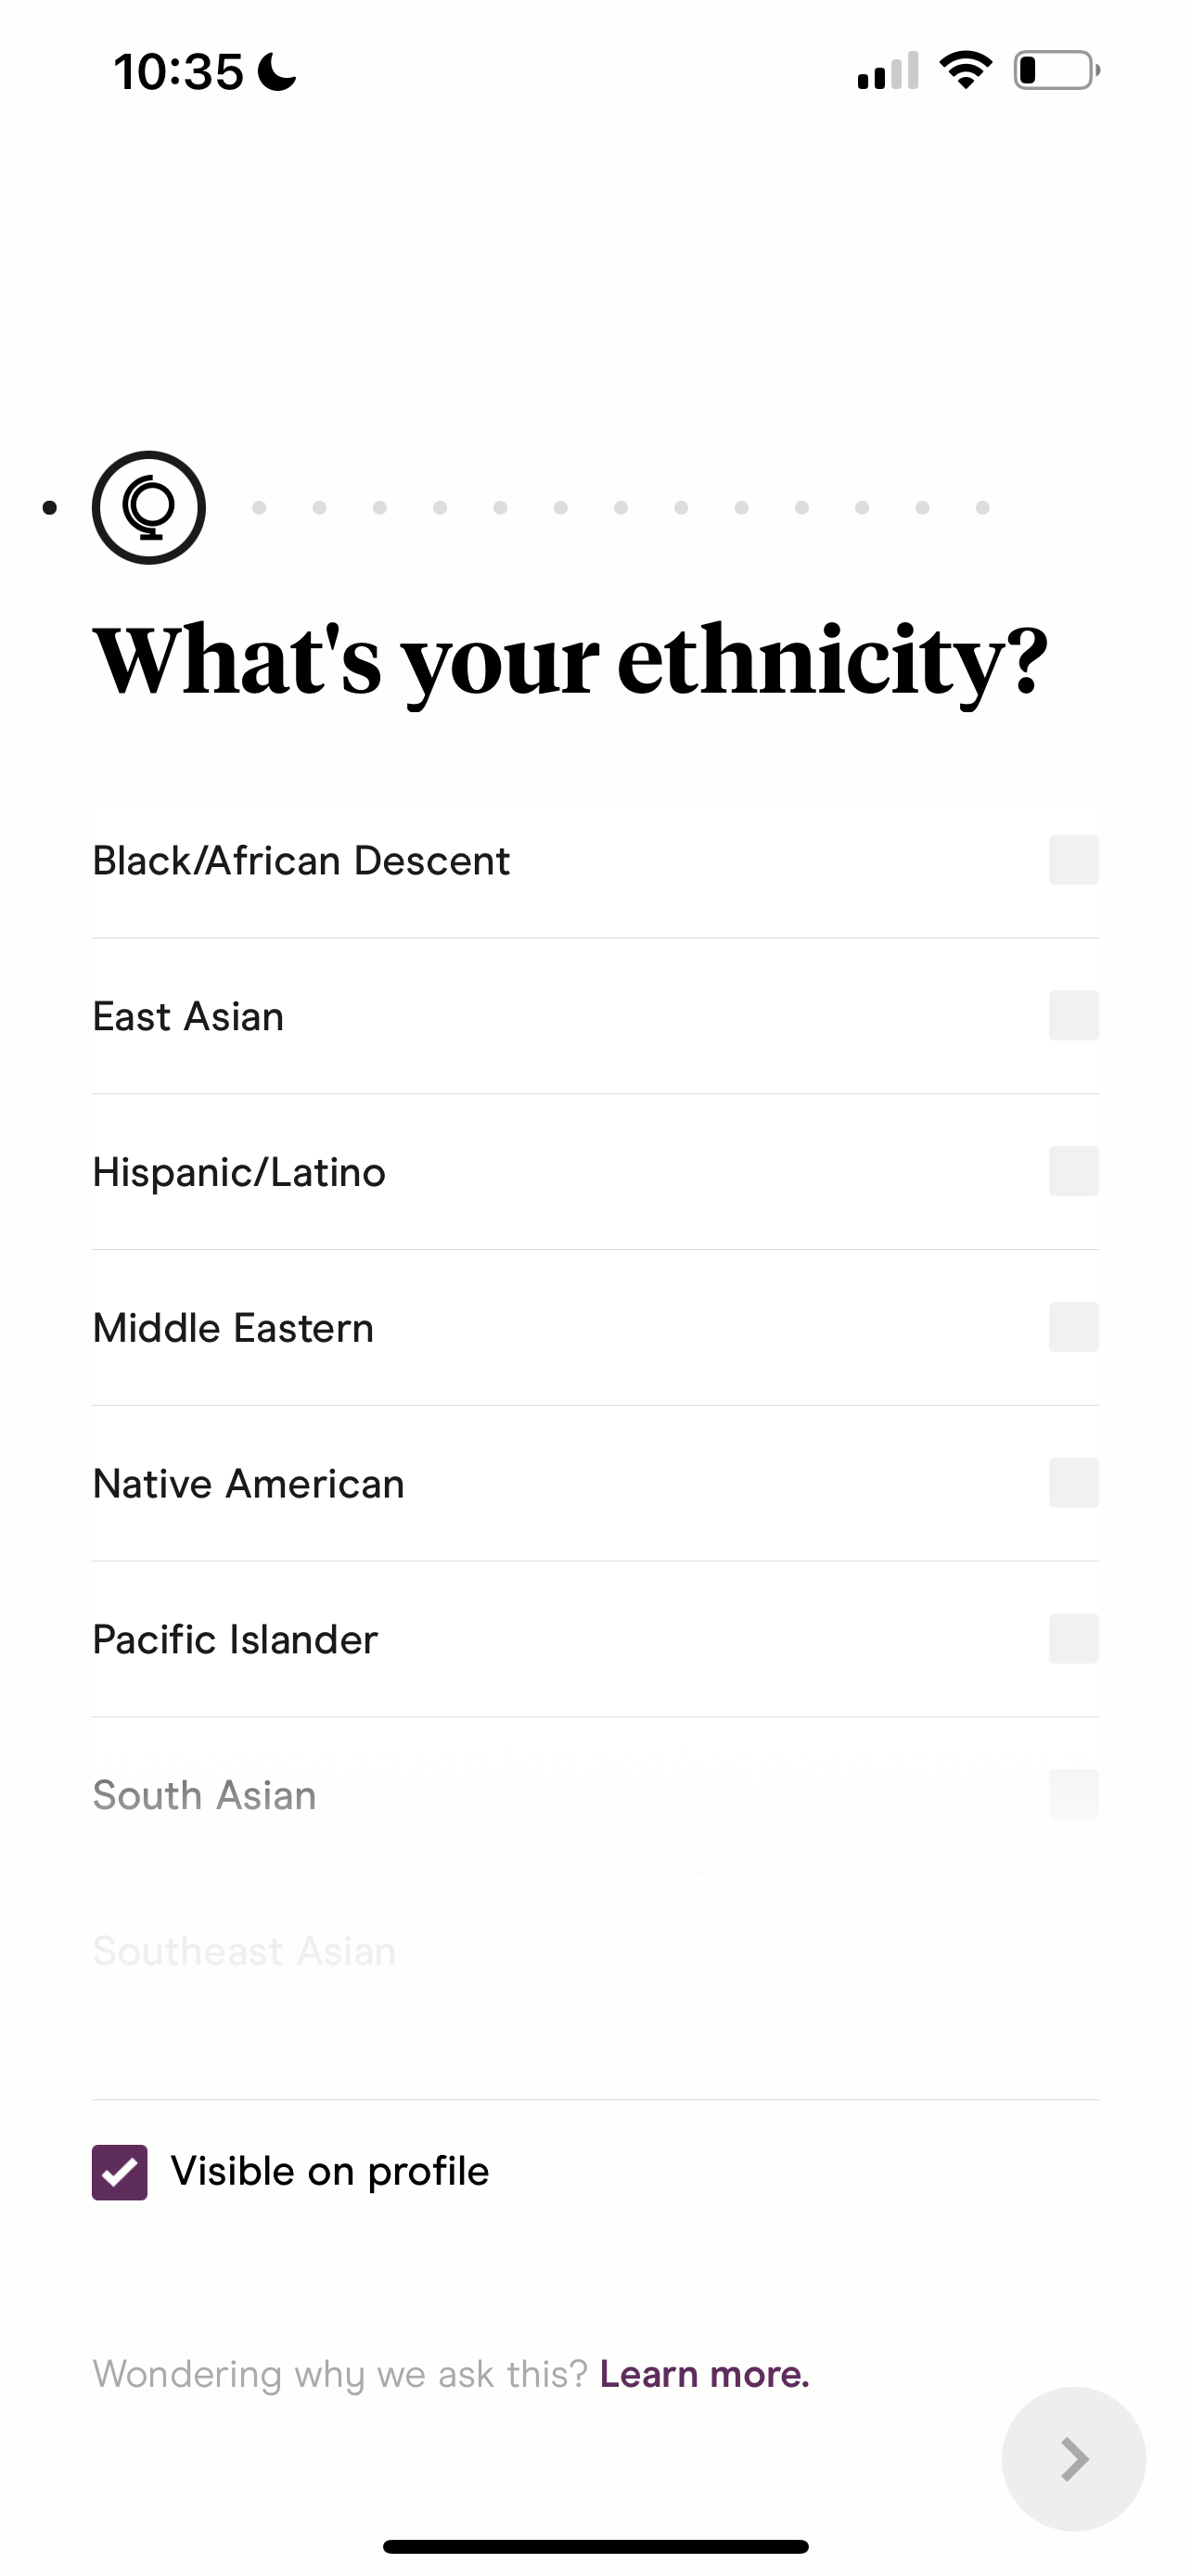 10:35
What's your ethnicity?
Black/African Descent
East Asian
Hispanic/Latino
Middle Eastern
Native American
Pacific Islander
South Asian
Southeast Asian
Visible on profile
Wondering why we ask this? Learn more.